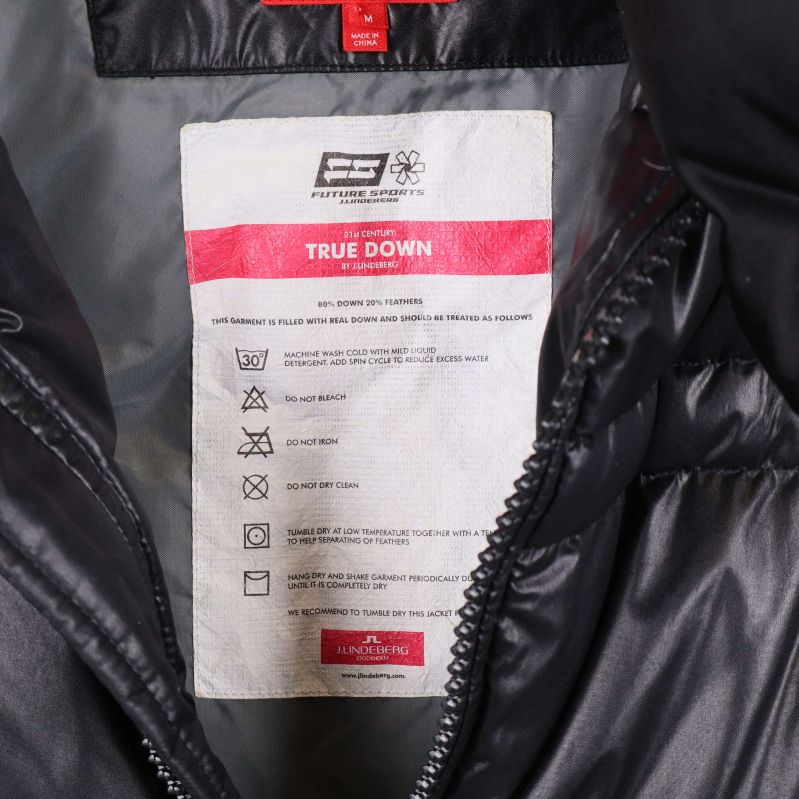 M
MADE IN
CHINA
FS
FUTURE SPORTS
J.LINDEBERG
21st CENTURY
TRUE DOWN
BY J.LINDEBERG
80% DOWN 20% FEATHERS
THIS GARMENT IS FILLED WITH REAL DOWN AND SHOULD BE TREATED AS FOLLOWS
30°
MACHINE WASH COLD WITH MILD LIQUID
DETERGENT. ADD SPIN CYCLE TO REDUCE EXCESS WATER
DO NOT BLEACH
DO NOT IRON
DO NOT DRY CLEAN
TUMBLE DRY AT LOW TEMPERATURE TOGETHER WITH A
TO HELP SEPARATING OF FEATHERS
HANG DRY AND SHAKE GARMENT PERIODICALLY
UNTIL IT IS COMPLETELY DRY
WE RECOMMEND TO TUMBLE DRY THIS JACKET
J.LINDEBERG
STOCKHOLM
www.jlindeberg.com